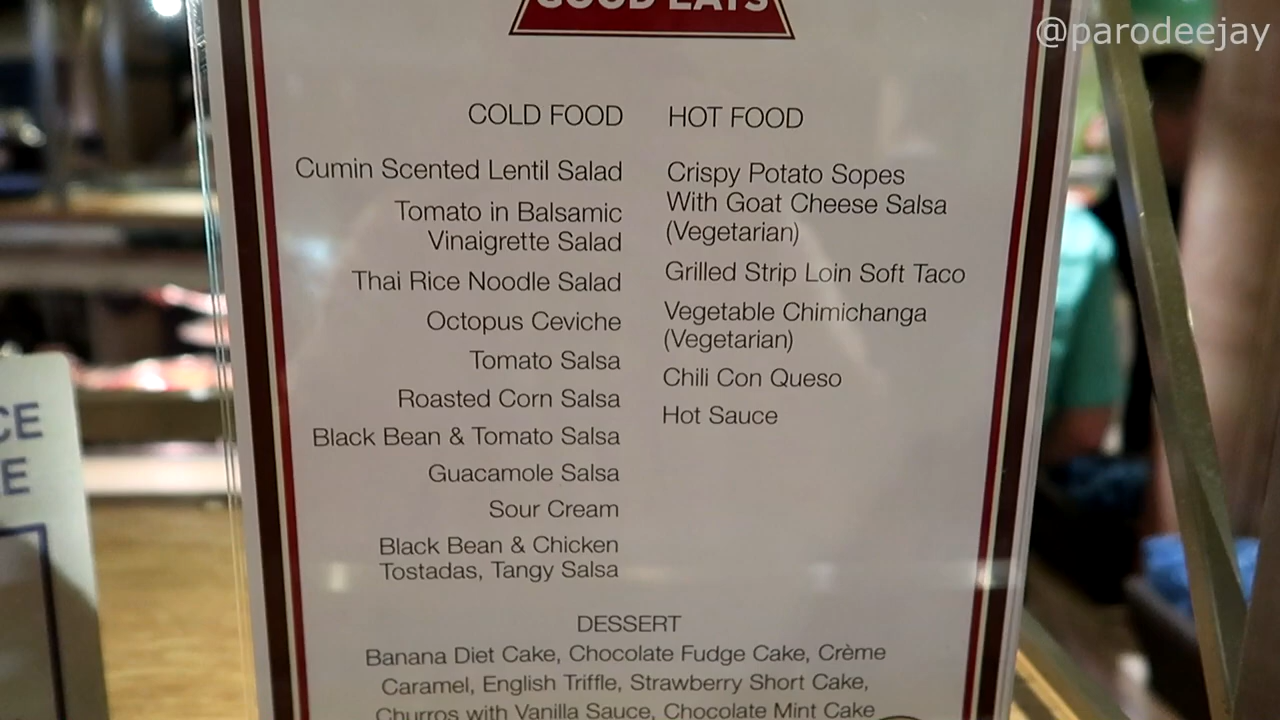 GOOD EATS
@parodeejay
COLD FOOD
Cumin Scented Lentil Salad
Tomato in Balsamic
Vinaigrette Salad
Thai Rice Noodle Salad
Octopus Ceviche
Tomato Salsa
Roasted Corn Salsa
Black Bean & Tomato Salsa
Guacamole Salsa
Sour Cream
Black Bean & Chicken
Tostadas, Tangy Salsa
HOT FOOD
Crispy Potato Sopes
With Goat Cheese Salsa
(Vegetarian)
Grilled Strip Loin Soft Taco
Vegetable Chimichanga
(Vegetarian)
Chili Con Queso
Hot Sauce
DESSERT
Banana Diet Cake, Chocolate Fudge Cake, Crème
Caramel, English Triffle, Strawberry Short Cake,
Churros with Vanilla Sauce, Chocolate Mint Cake